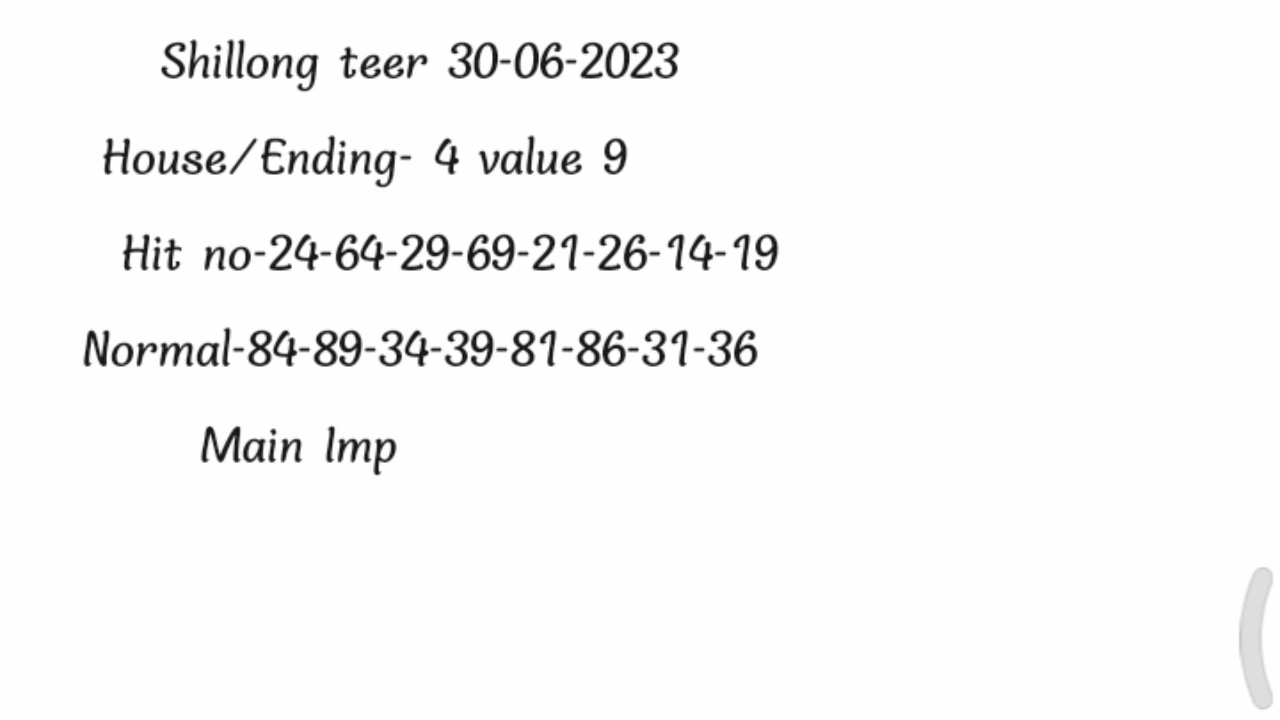 Shillong teer 30-06-2023
House/Ending- 4 value 9
Hit no-24-64-29-69-21-26-14-19
Normal-84-89-34-39-81-86-31-36
Main Imp